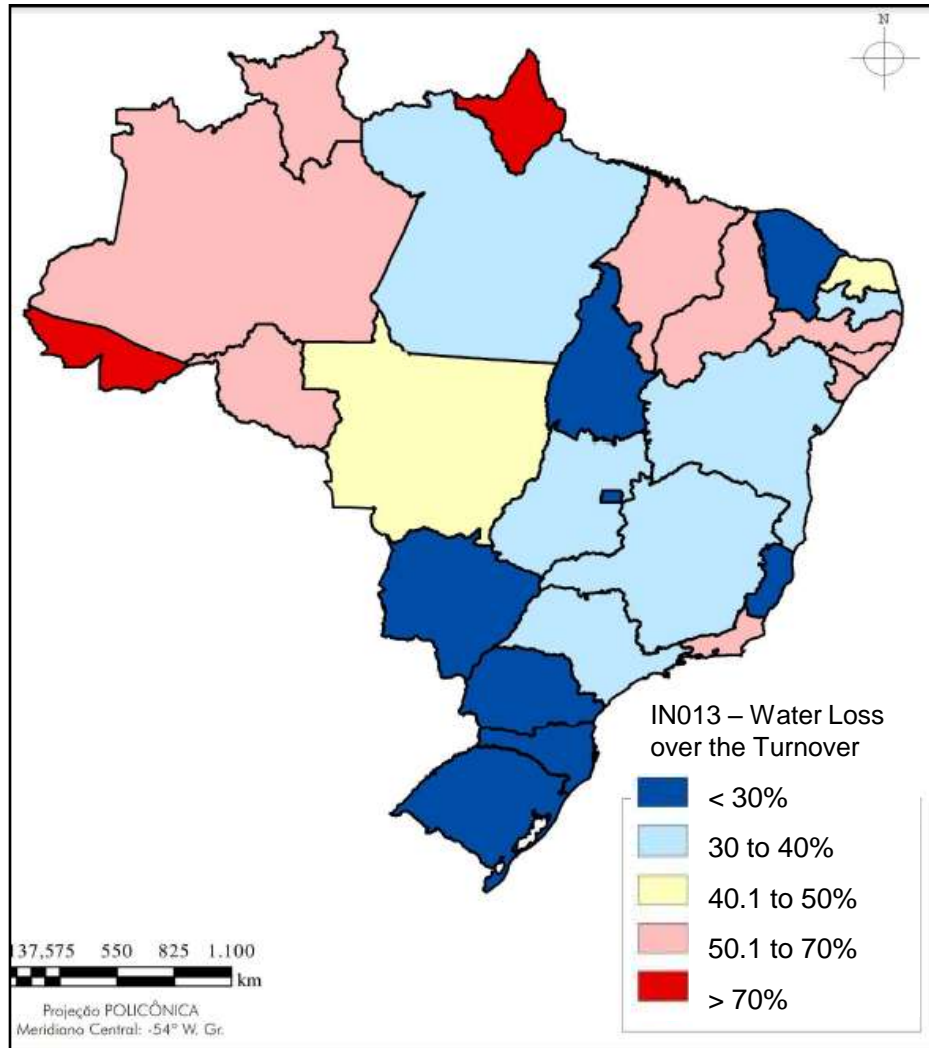 N
IN013 – Water Loss
over the Turnover
< 30%
30 to 40%
40.1 to 50%
50.1 to 70%
> 70%
137,575 550 825 1.100
km
Projeção POLICÔNICA
Meridiano Central: -54° W. Gr.